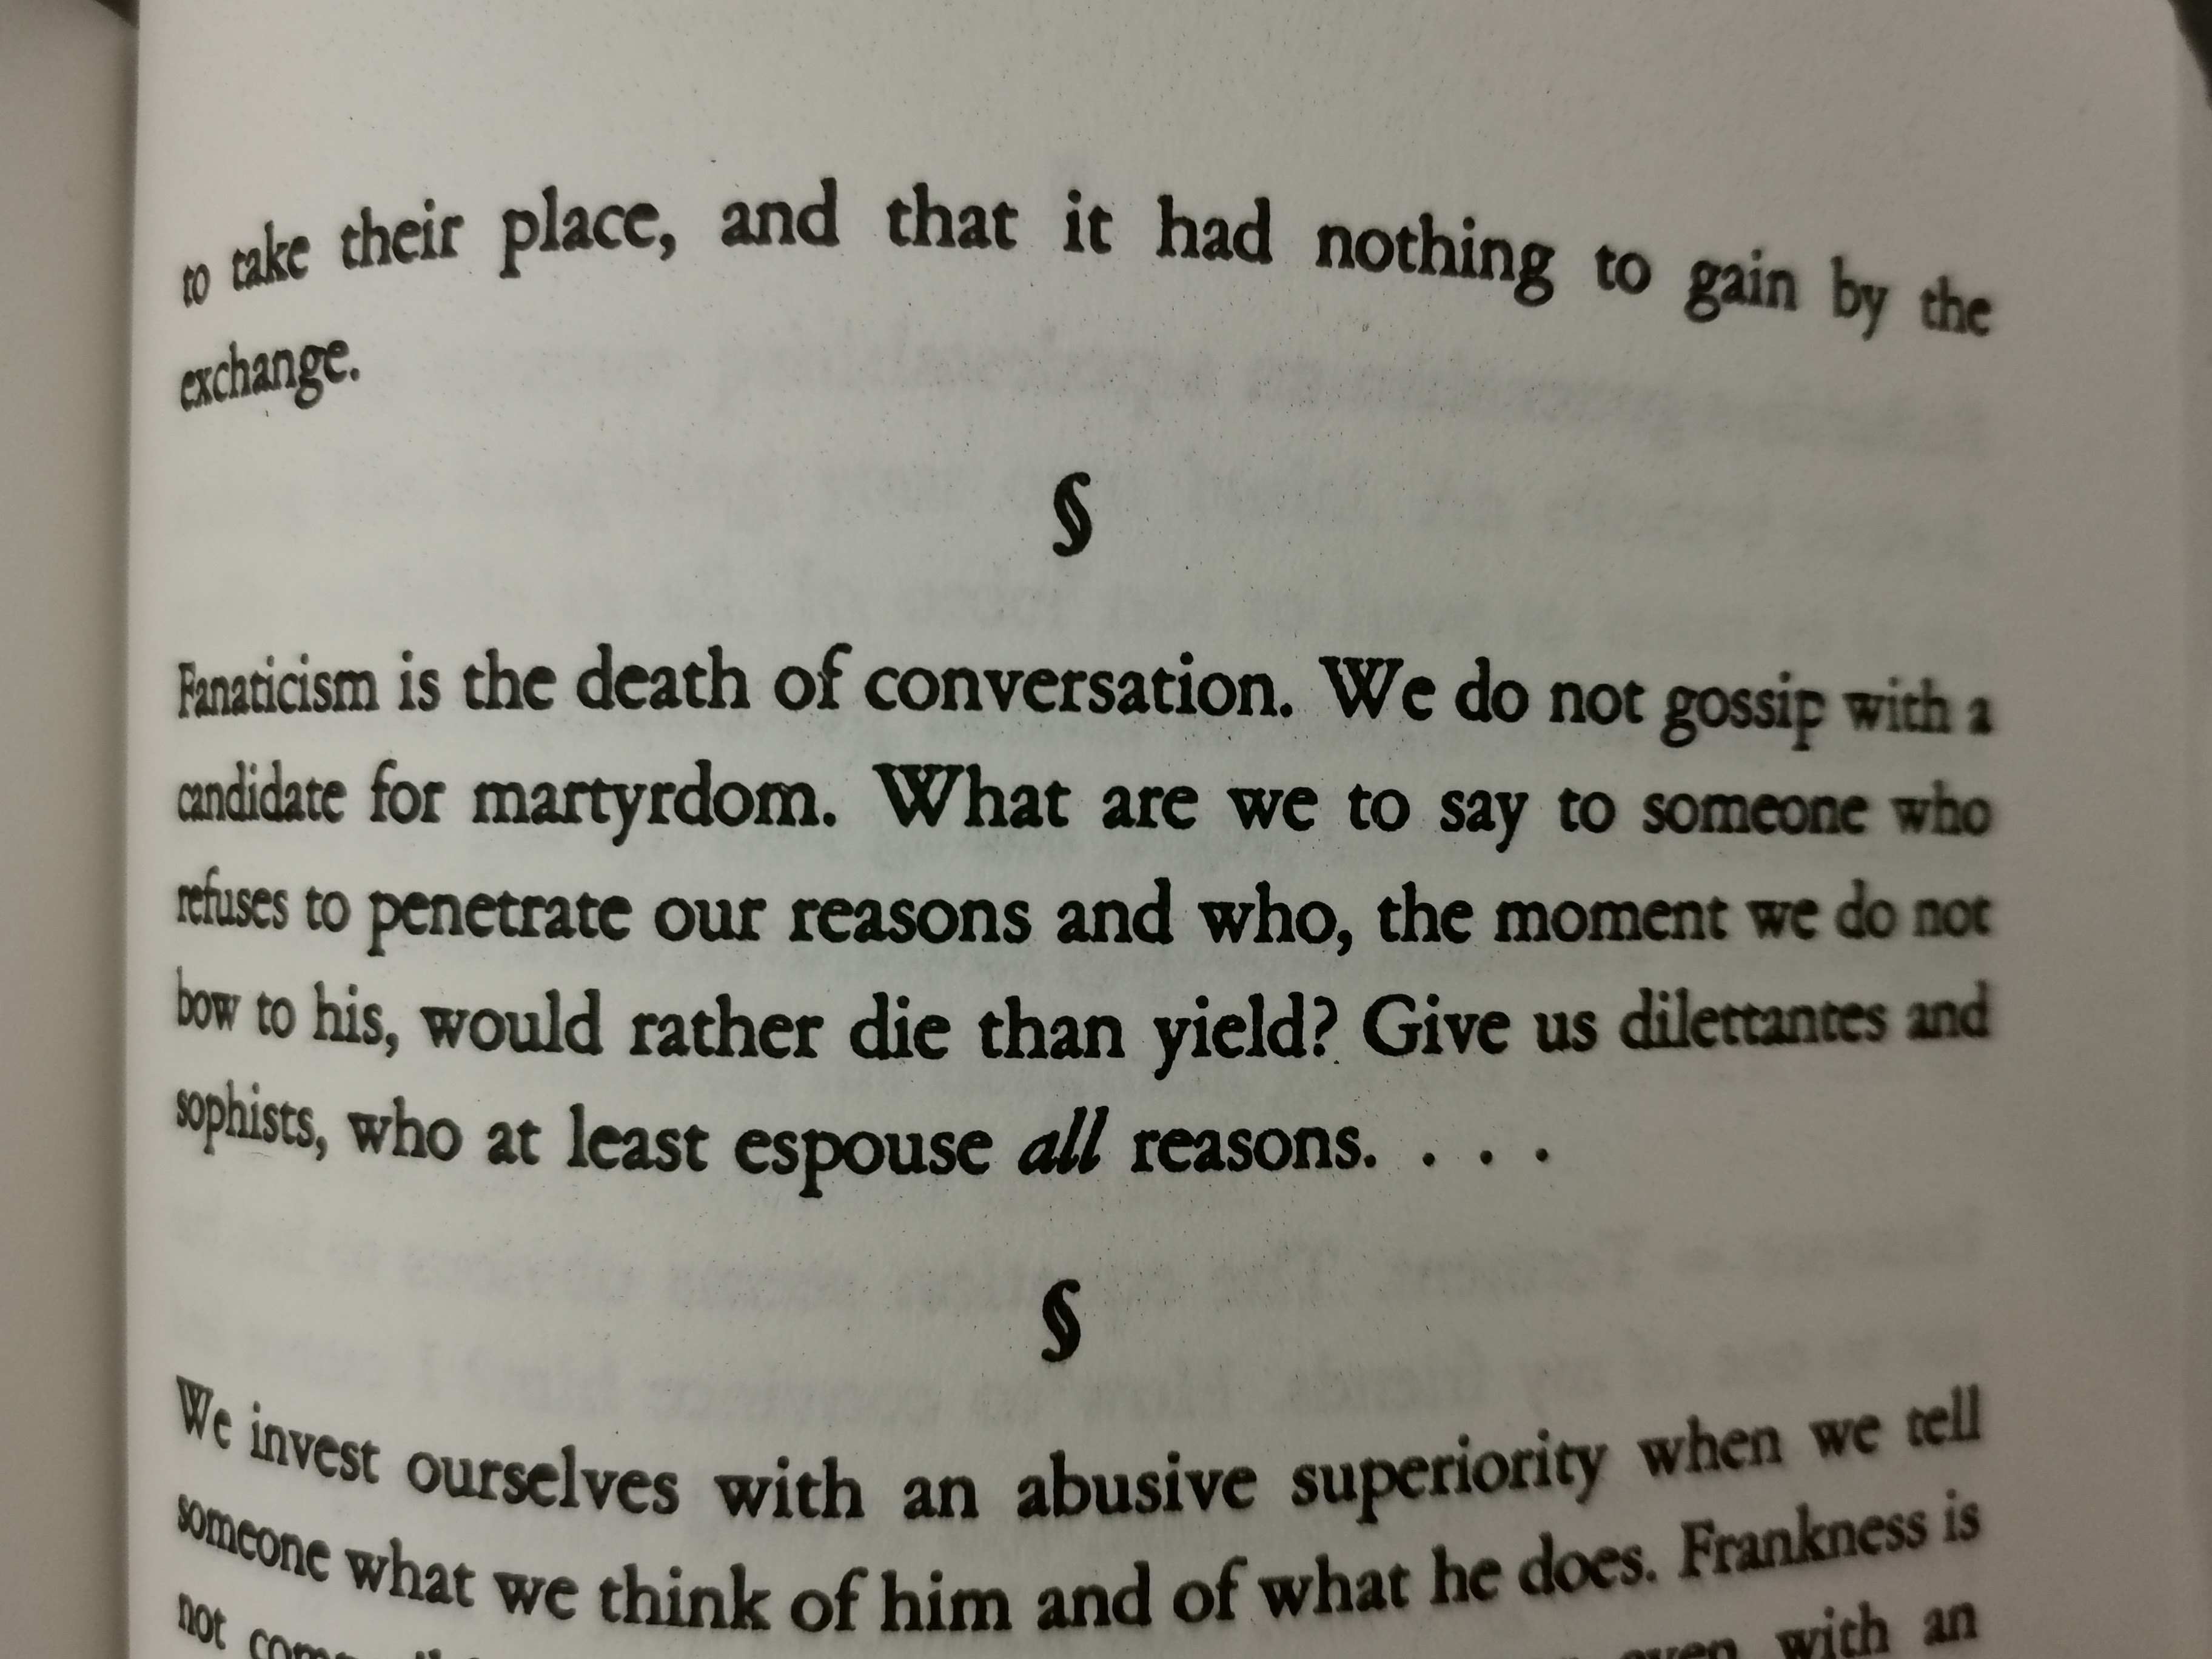 to take their place, and that it had nothing to gain by the
exchange.
§
Fanaticism is the death of conversation. We do not gossip with a
candidate for martyrdom. What are we to say to someone who
refuses to penetrate our reasons and who, the moment we do not
bow to his, would rather die than yield? Give us dilettantes and
sophists, who at least espouse all reasons. . . .
§
We invest ourselves with an abusive superiority when we tell
someone what we think of him and of what he does. Frankness is
not even with an